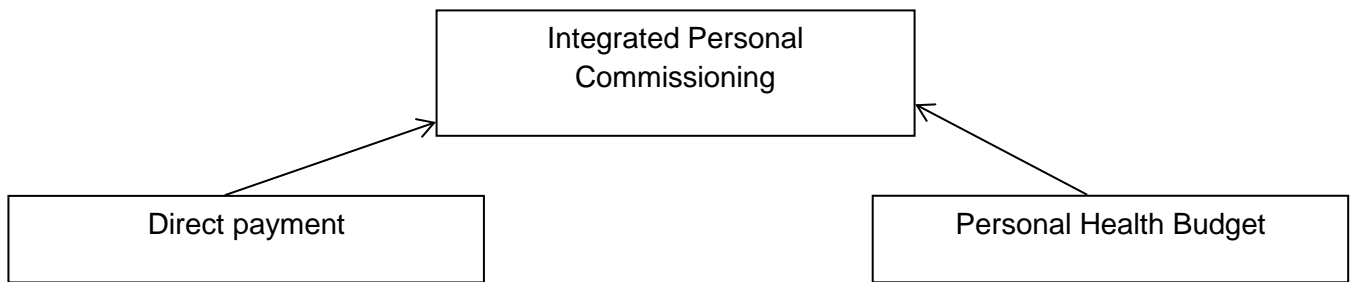 Integrated Personal
Commissioning
Direct payment
Personal Health Budget